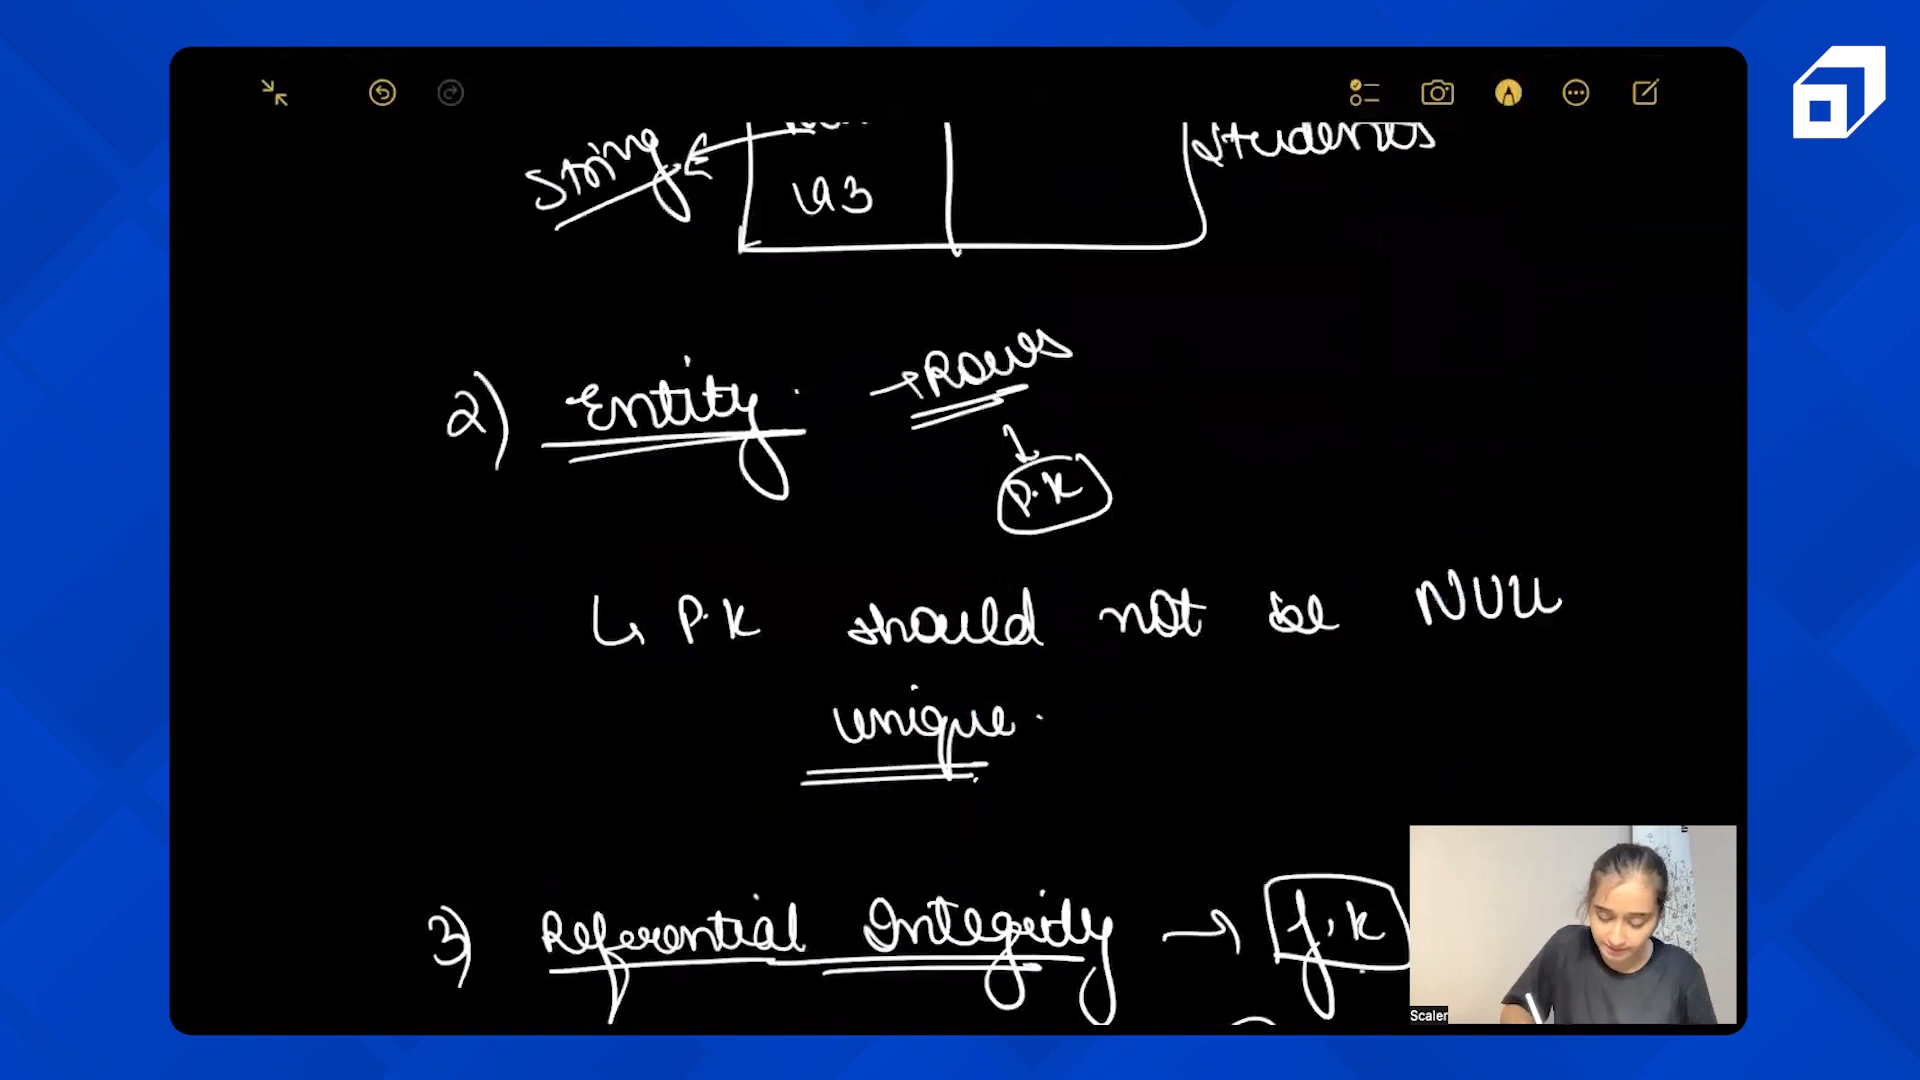 String
Students
123
2) Entity. → Rows
P.K
↳ P.K should not be NULL
unique.
3) Referential Integrity → f.k
Scaler